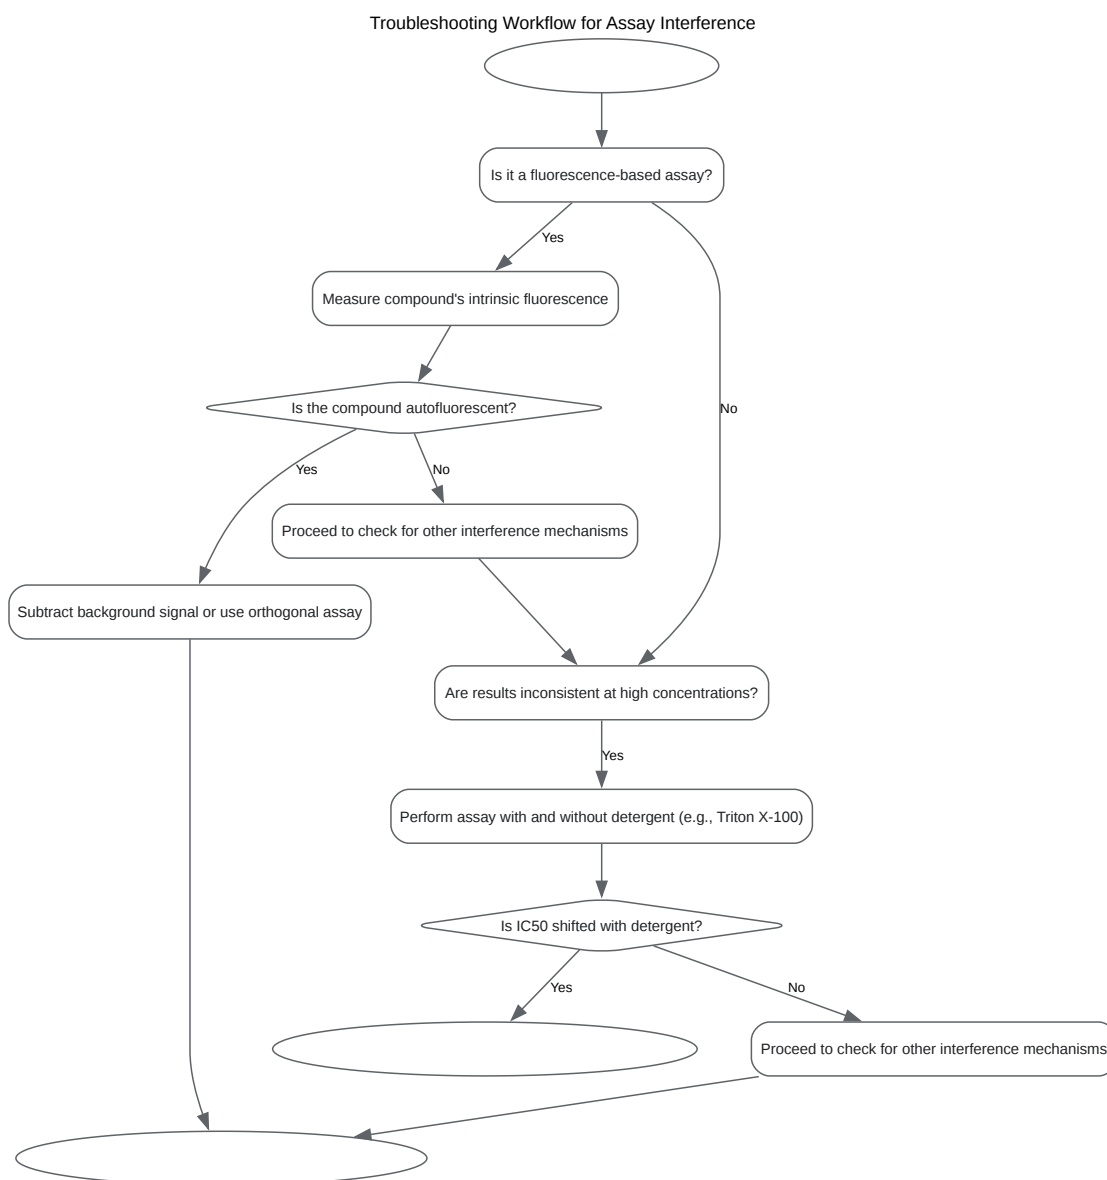 Troubleshooting Workflow for Assay Interference
Is it a fluorescence-based assay?
Yes
Measure compound's intrinsic fluorescence
No
Is the compound autofluorescent?
Yes
No
Proceed to check for other interference mechanisms
Subtract background signal or use orthogonal assay
Are results inconsistent at high concentrations?
Yes
Perform assay with and without detergent (e.g., Triton X-100)
Is IC50 shifted with detergent?
Yes
No
Proceed to check for other interference mechanisms